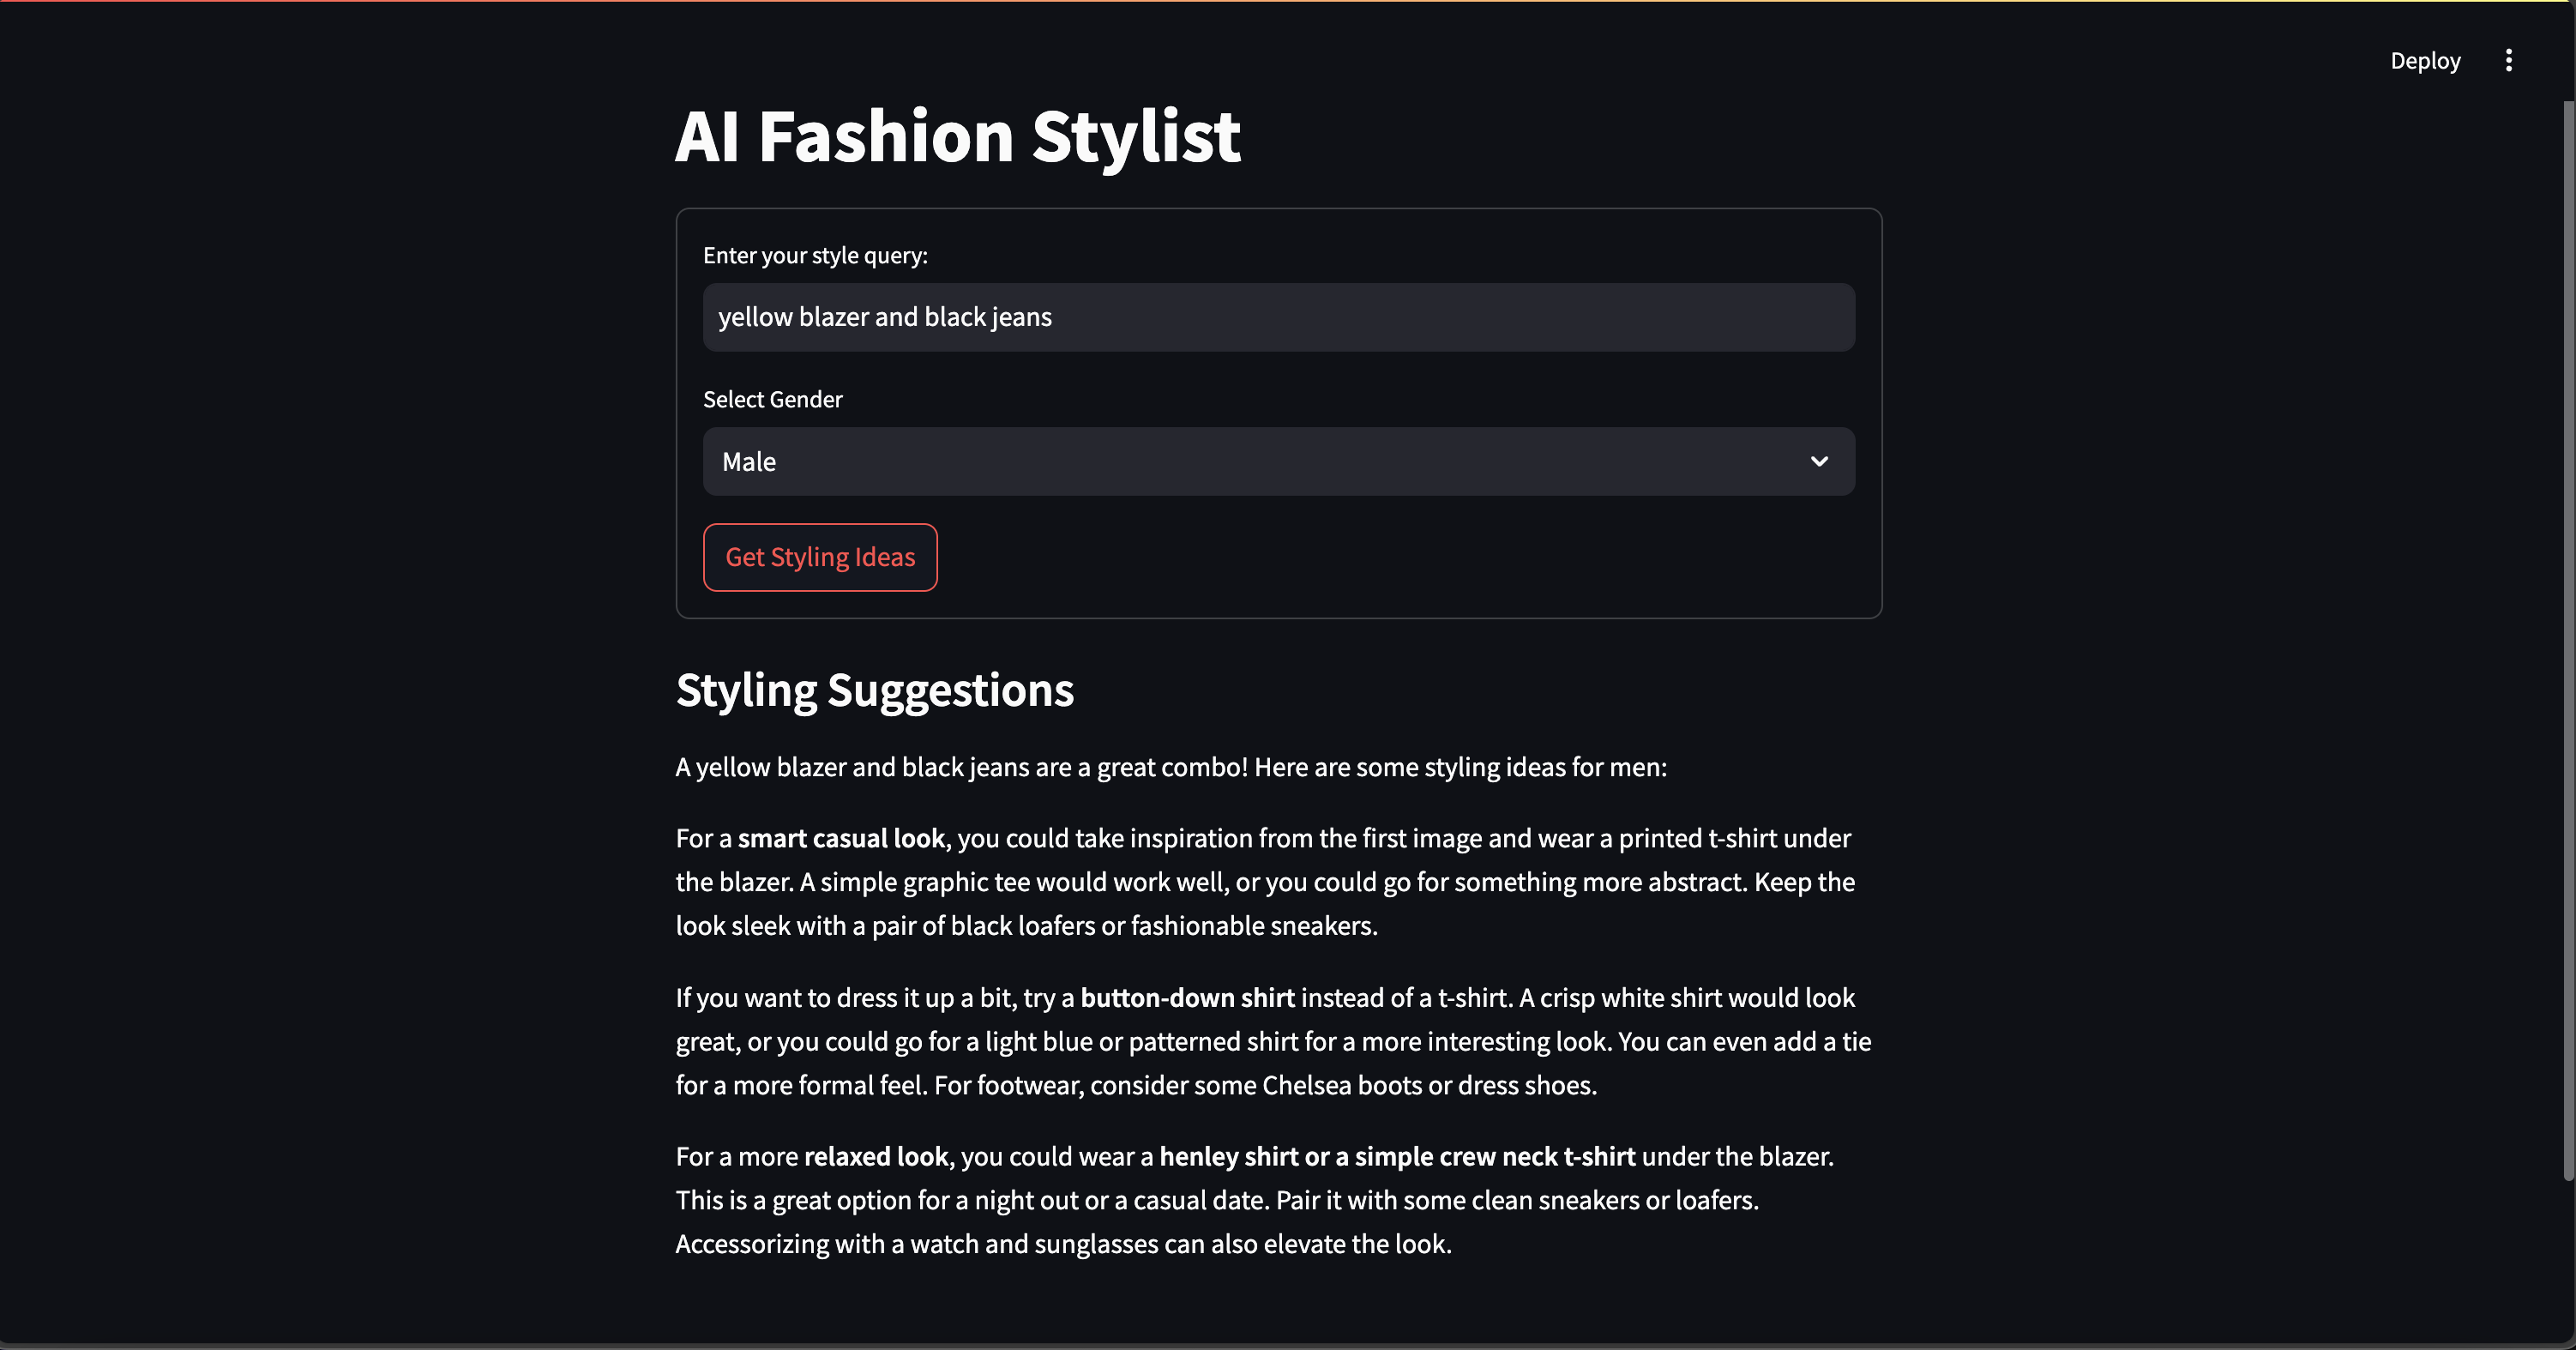 Deploy
AI Fashion Stylist
Enter your style query:
yellow blazer and black jeans
Select Gender
Male
Get Styling Ideas
Styling Suggestions
A yellow blazer and black jeans are a great combo! Here are some styling ideas for men:
For a smart casual look, you could take inspiration from the first image and wear a printed t-shirt under
the blazer. A simple graphic tee would work well, or you could go for something more abstract. Keep the
look sleek with a pair of black loafers or fashionable sneakers.
If you want to dress it up a bit, try a button-down shirt instead of a t-shirt. A crisp white shirt would look
great, or you could go for a light blue or patterned shirt for a more interesting look. You can even add a tie
for a more formal feel. For footwear, consider some Chelsea boots or dress shoes.
For a more relaxed look, you could wear a henley shirt or a simple crew neck t-shirt under the blazer.
This is a great option for a night out or a casual date. Pair it with some clean sneakers or loafers.
Accessorizing with a watch and sunglasses can also elevate the look.